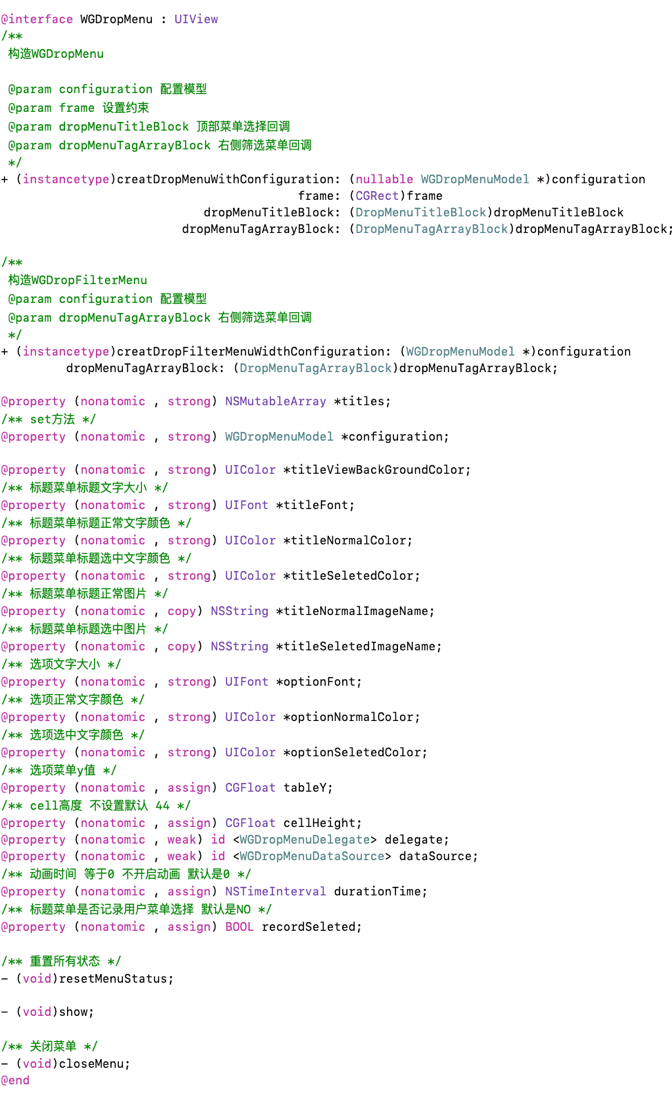 @interface WGDropMenu : UIView
/**
 构造WGDropMenu

 @param configuration 配置模型
 @param frame 设置约束
 @param dropMenuTitleBlock 顶部菜单选择回调
 @param dropMenuTagArrayBlock 右侧筛选菜单回调
 */
+ (instancetype)creatDropMenuWithConfiguration: (nullable WGDropMenuModel *)configuration
                                         frame: (CGRect)frame
                            dropMenuTitleBlock: (DropMenuTitleBlock)dropMenuTitleBlock
                         dropMenuTagArrayBlock: (DropMenuTagArrayBlock)dropMenuTagArrayBlock;

/**
 构造WGDropFilterMenu
 @param configuration 配置模型
 @param dropMenuTagArrayBlock 右侧筛选菜单回调
 */
+ (instancetype)creatDropFilterMenuWidthConfiguration: (WGDropMenuModel *)configuration
         dropMenuTagArrayBlock: (DropMenuTagArrayBlock)dropMenuTagArrayBlock;

@property (nonatomic , strong) NSMutableArray *titles;
/** set方法 */
@property (nonatomic , strong) WGDropMenuModel *configuration;

@property (nonatomic , strong) UIColor *titleViewBackGroundColor;
/** 标题菜单标题文字大小 */
@property (nonatomic , strong) UIFont *titleFont;
/** 标题菜单标题正常文字颜色 */
@property (nonatomic , strong) UIColor *titleNormalColor;
/** 标题菜单标题选中文字颜色 */
@property (nonatomic , strong) UIColor *titleSeletedColor;
/** 标题菜单标题正常图片 */
@property (nonatomic , copy) NSString *titleNormalImageName;
/** 标题菜单标题选中图片 */
@property (nonatomic , copy) NSString *titleSeletedImageName;
/** 选项文字大小 */
@property (nonatomic , strong) UIFont *optionFont;
/** 选项正常文字颜色 */
@property (nonatomic , strong) UIColor *optionNormalColor;
/** 选项选中文字颜色 */
@property (nonatomic , strong) UIColor *optionSeletedColor;
/** 选项菜单y值 */
@property (nonatomic , assign) CGFloat tableY;
/** cell高度 不设置默认 44 */
@property (nonatomic , assign) CGFloat cellHeight;
@property (nonatomic , weak) id <WGDropMenuDelegate> delegate;
@property (nonatomic , weak) id <WGDropMenuDataSource> dataSource;
/** 动画时间 等于0 不开启动画 默认是0 */
@property (nonatomic , assign) NSTimeInterval durationTime;
/** 标题菜单是否记录用户菜单选择 默认是NO */
@property (nonatomic , assign) BOOL recordSeleted;

/** 重置所有状态 */
- (void)resetMenuStatus;

- (void)show;

/** 关闭菜单 */
- (void)closeMenu;
@end